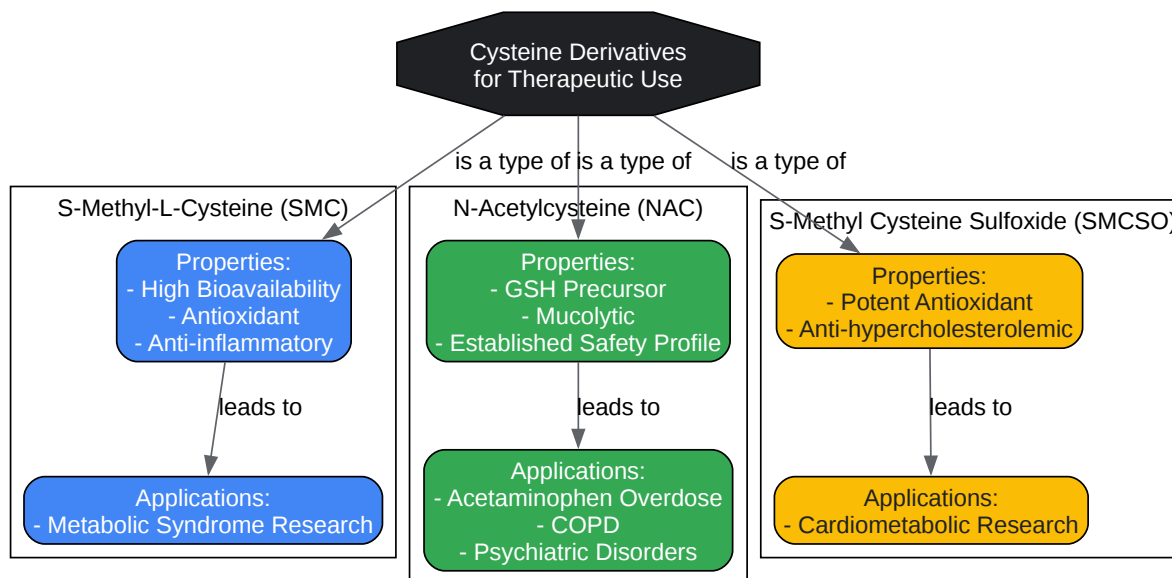 Cysteine Derivatives
for Therapeutic Use
is a type of
is a type of
is a type of
S-Methyl-L-Cysteine (SMC)
Properties:
- High Bioavailability
- Antioxidant
- Anti-inflammatory
leads to
Applications:
- Metabolic Syndrome Research
N-Acetylcysteine (NAC)
Properties:
- GSH Precursor
- Mucolytic
- Established Safety Profile
leads to
Applications:
- Acetaminophen Overdose
- COPD
- Psychiatric Disorders
S-Methyl Cysteine Sulfoxide (SMCSO)
Properties:
- Potent Antioxidant
- Anti-hypercholesterolemic
leads to
Applications:
- Cardiometabolic Research